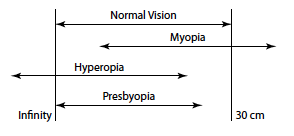 Normal Vision
Myopia
Hyperopia
Presbyopia
Infinity 30 cm